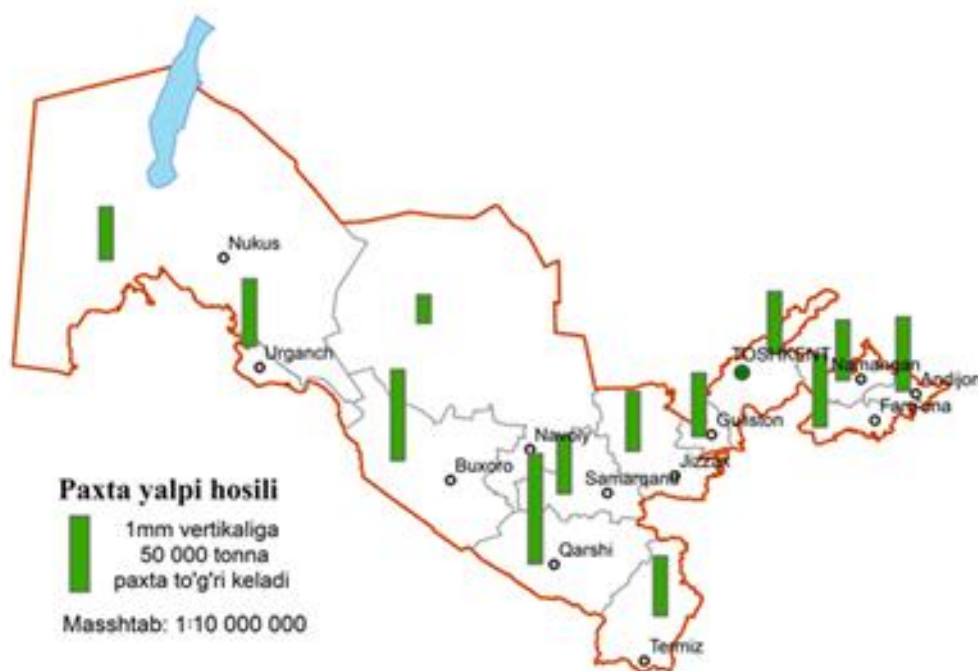 Nukus
Urganch
TOSHKENT
Namangan
Andijon
Farg'ona
Guliston
Navoiy
Jizzax
Buxoro
Samarqand
Paxta yalpi hosili
1mm vertikaliga
50 000 tonna
paxta to'g'ri keladi
Qarshi
Masshtab: 1:10 000 000
Termiz